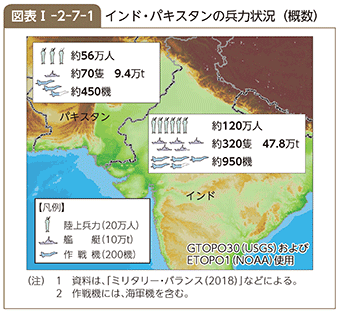 図表Ⅰ-2-7-1 インド・パキスタンの兵力状況（概数）
約56万人
約70隻 9.4万t
約450機
パキスタン
約120万人
約320隻 47.8万t
約950機
インド
【凡例】
陸上兵力（20万人）
艦 艇（10万t）
作 戦 機（200機）
GTOPO30（USGS）および
ETOPO1（NOAA）使用
（注） 1 資料は、「ミリタリー・バランス（2018）」などによる。
2 作戦機には、海軍機を含む。